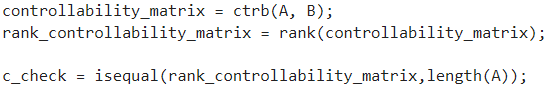 controllability_matrix = ctrb(A, B);
rank_controllability_matrix = rank(controllability_matrix);
c_check = isequal(rank_controllability_matrix,length(A));